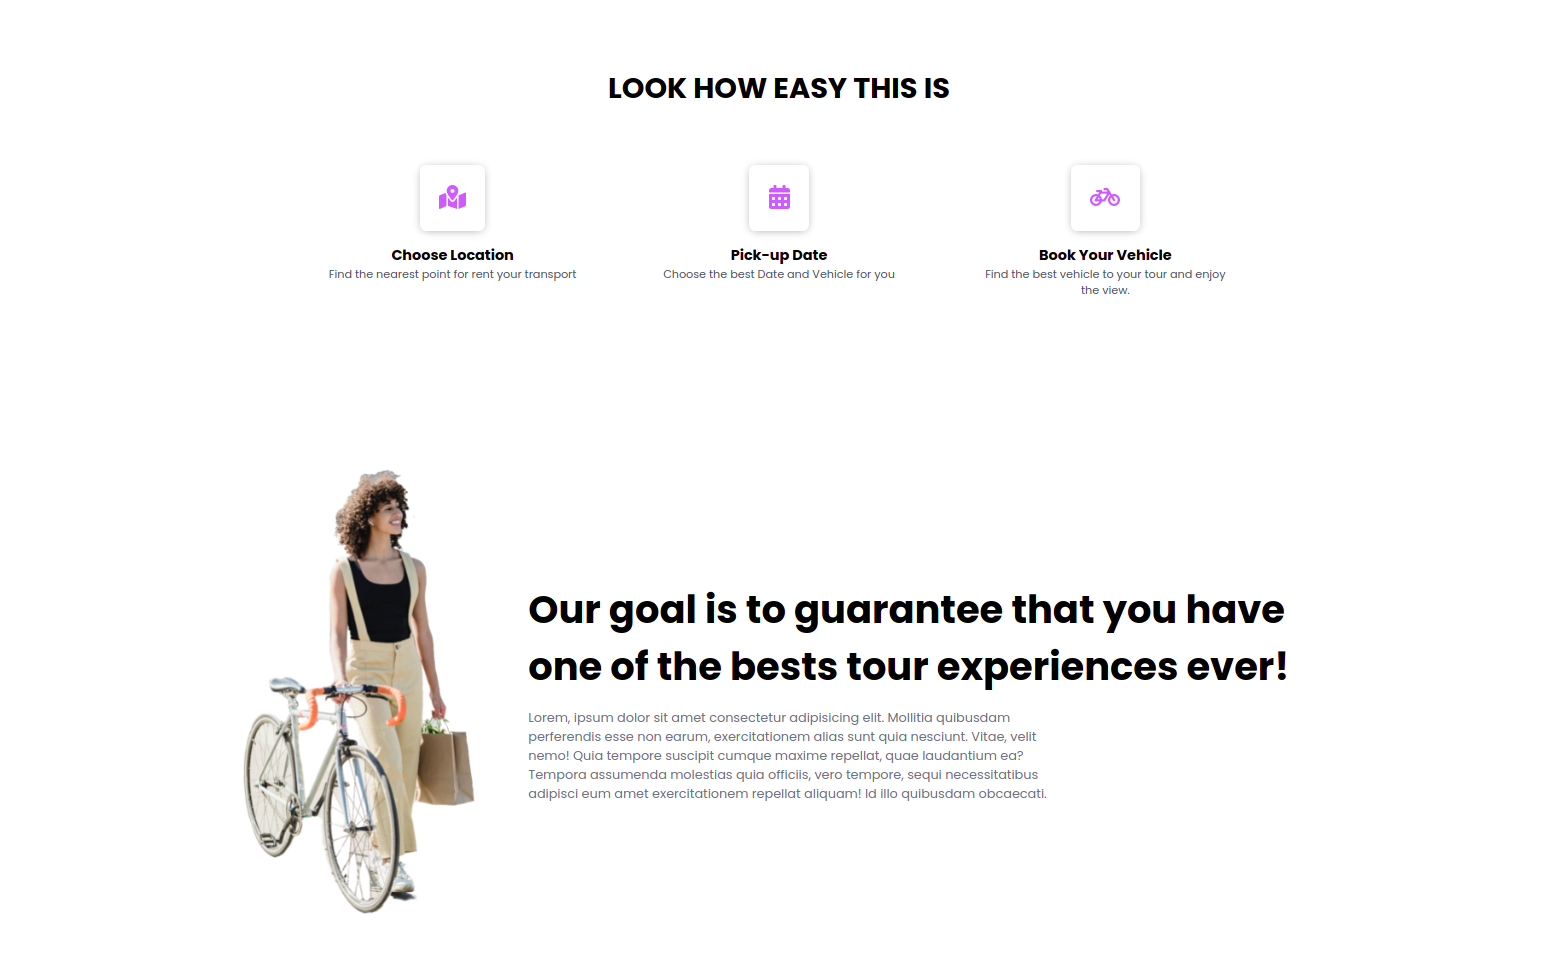 LOOK HOW EASY THIS IS
Choose Location
Find the nearest point for rent your transport
Pick-up Date
Choose the best Date and Vehicle for you
Book Your Vehicle
Find the best vehicle to your tour and enjoy
the view.
Our goal is to guarantee that you have
one of the bests tour experiences ever!
Lorem, ipsum dolor sit amet consectetur adipisicing elit. Mollitia quibusdam
perferendis esse non earum, exercitationem alias sunt quia nesciunt. Vitae, velit
nemo! Quia tempore suscipit cumque maxime repellat, quae laudantium ea?
Tempora assumenda molestias quia officiis, vero tempore, sequi necessitatibus
adipisci eum amet exercitationem repellat aliquam! Id illo quibusdam obcaecati.